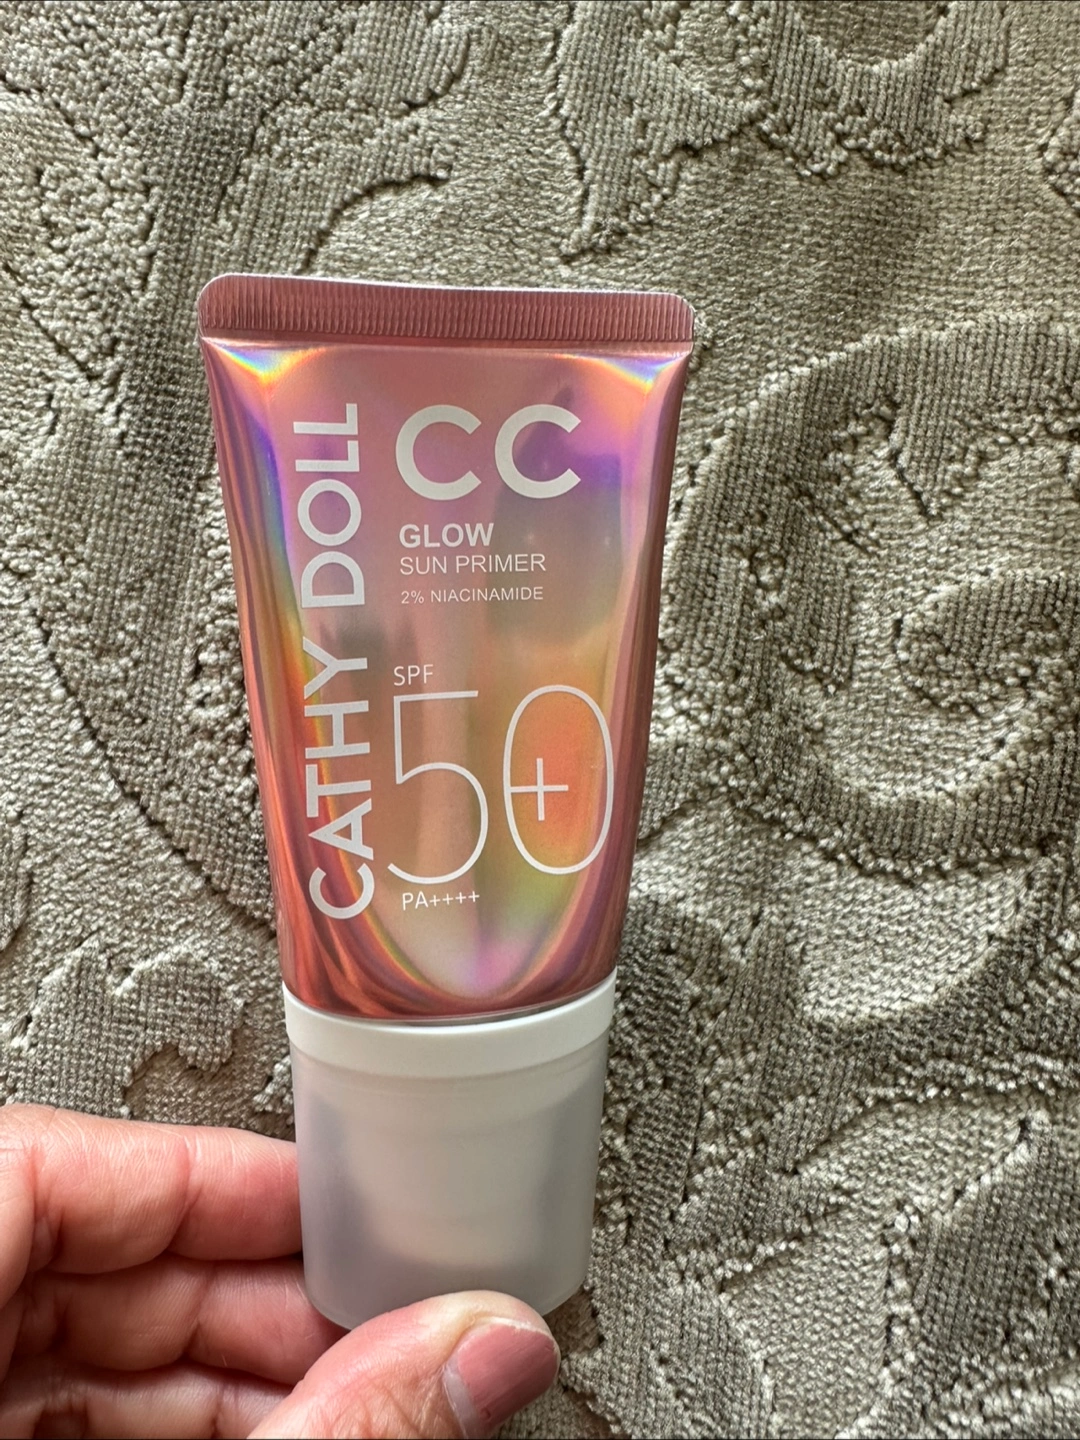 CATHY DOLL
CC
GLOW
SUN PRIMER
2% NIACINAMIDE
SPF
50+
PA++++